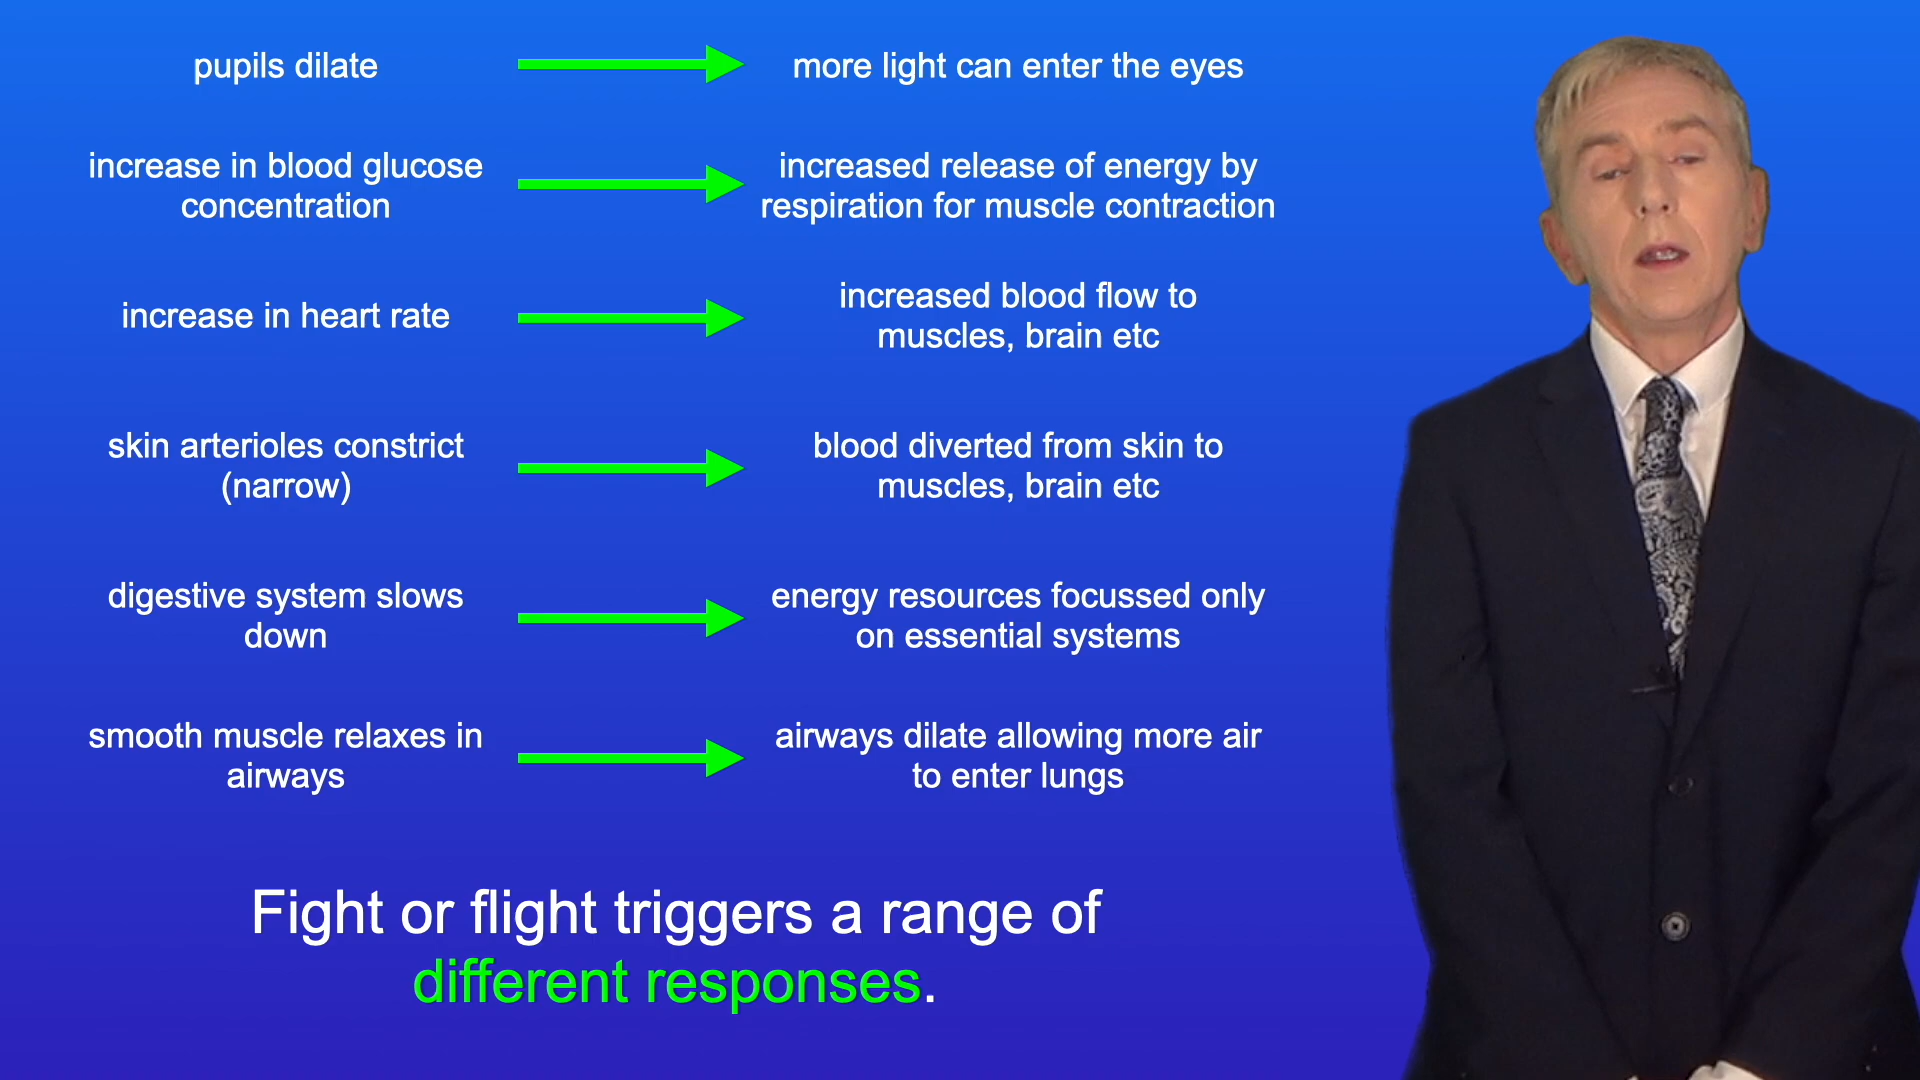 pupils dilate
more light can enter the eyes
increase in blood glucose
concentration
increased release of energy by
respiration for muscle contraction
increase in heart rate
increased blood flow to
muscles, brain etc
skin arterioles constrict
(narrow)
blood diverted from skin to
muscles, brain etc
digestive system slows
down
energy resources focussed only
on essential systems
smooth muscle relaxes in
airways
airways dilate allowing more air
to enter lungs
Fight or flight triggers a range of
different responses.